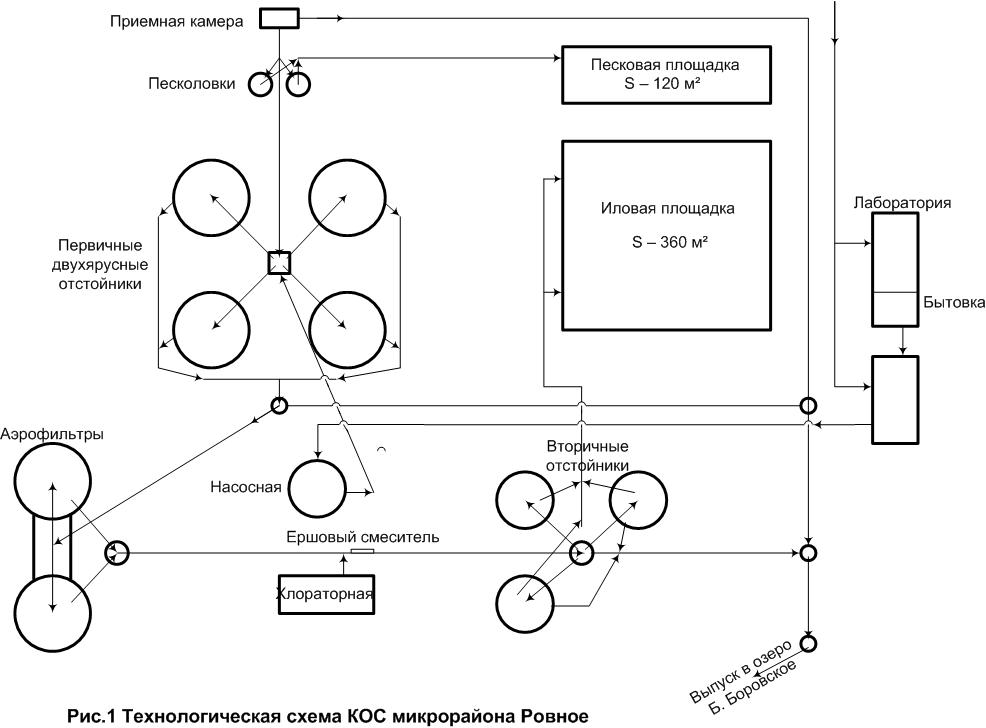 Приемная камера
Песколовки
Песковая площадка
S – 120 м²
Иловая площадка
S – 360 м²
Лаборатория
Бытовка
Первичные
двухярусные
отстойники
Аэрофильтры
Насосная
Вторичные
отстойники
Ершовый смеситель
Хлораторная
Выпуск в озеро
Б. Боровское
Рис.1 Технологическая схема КОС микрорайона Ровное